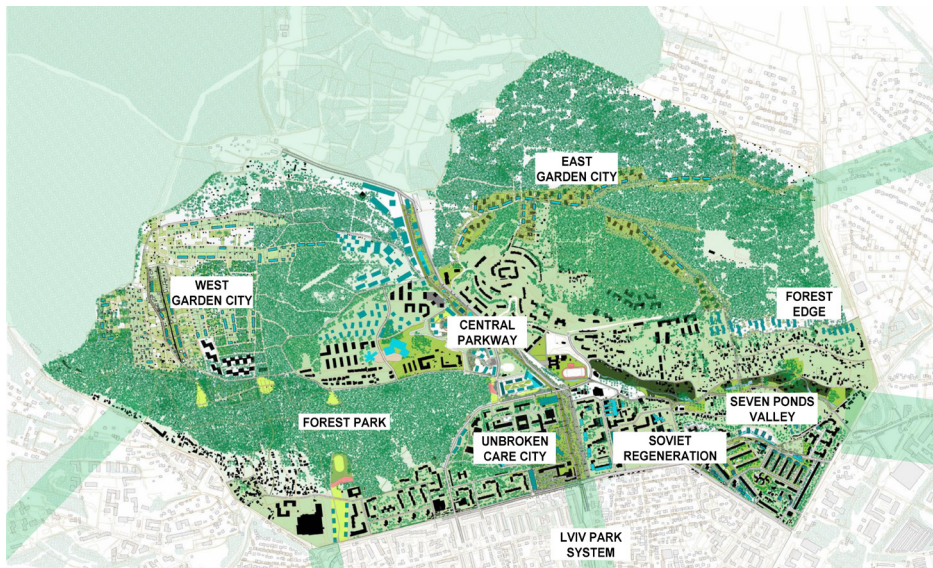 EAST
GARDEN CITY
WEST
GARDEN CITY
FOREST
EDGE
CENTRAL
PARKWAY
SEVEN PONDS
VALLEY
FOREST PARK
UNBROKEN
CARE CITY
SOVIET
REGENERATION
LVIV PARK
SYSTEM